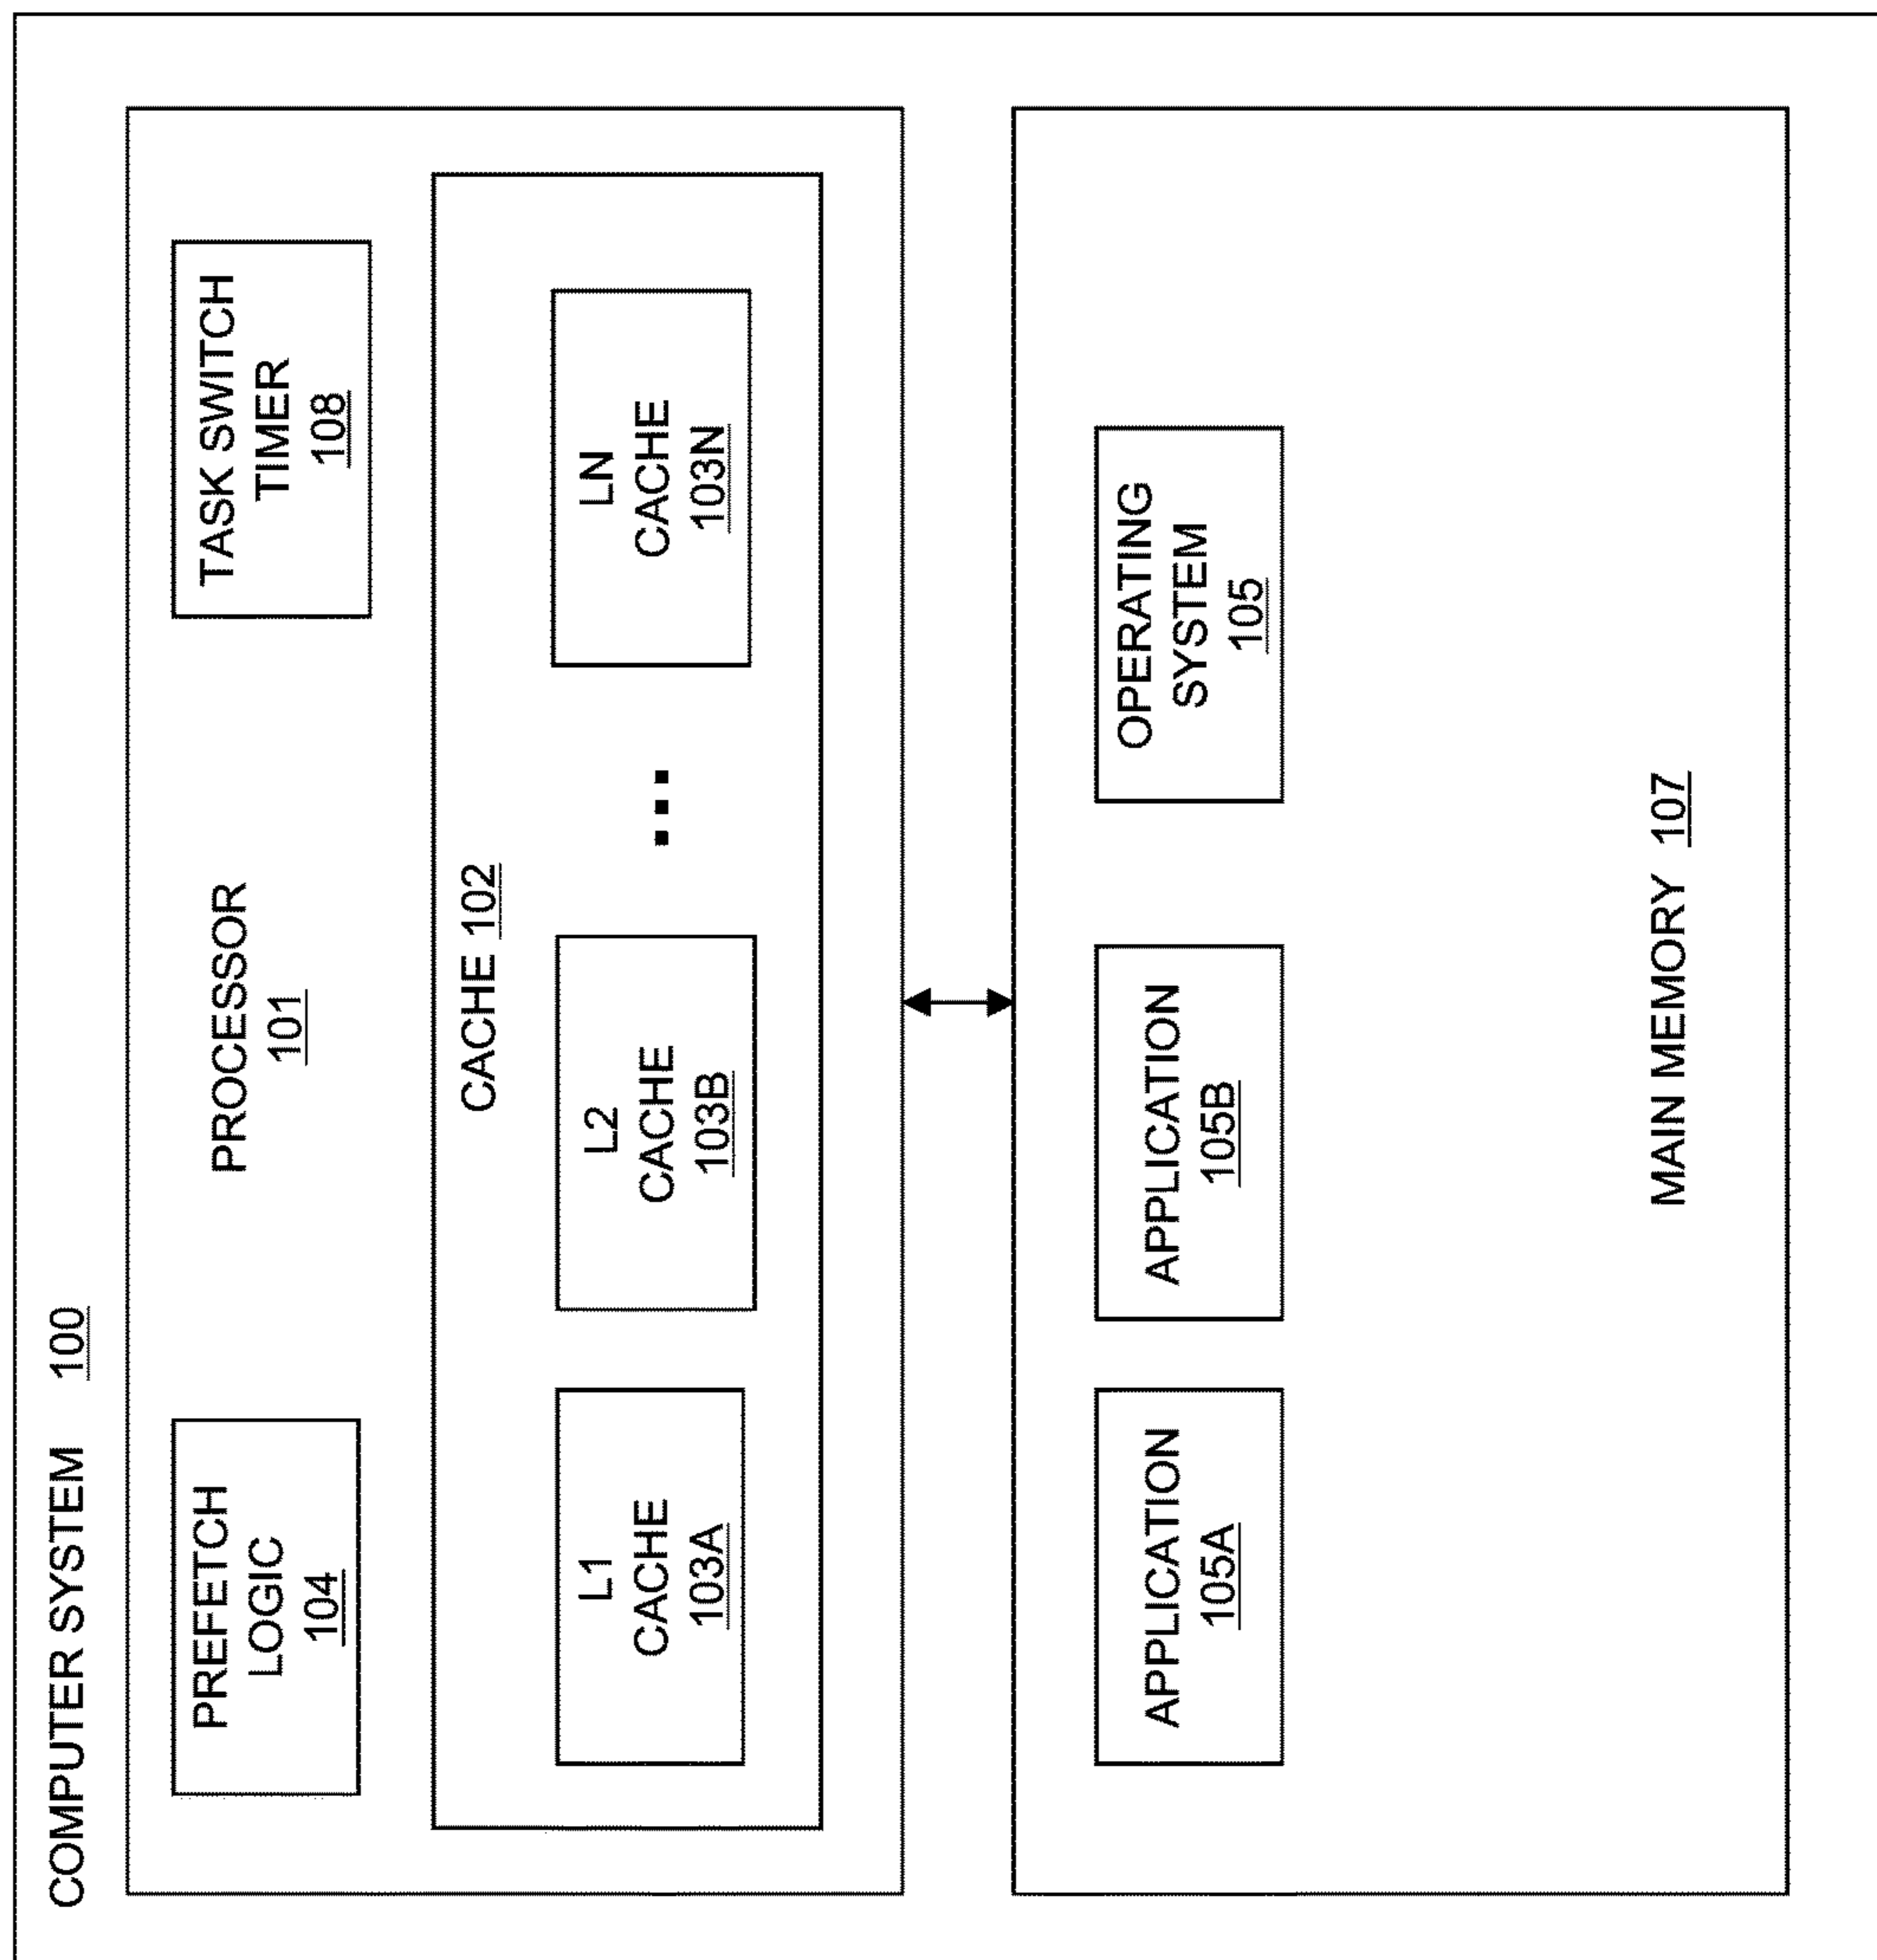 COMPUTER SYSTEM 100
PREFETCH
LOGIC
104
PROCESSOR
101
TASK SWITCH
TIMER
108
CACHE 102
L1
CACHE
103A
L2
CACHE
103B
...
LN
CACHE
103N
APPLICATION
105A
APPLICATION
105B
OPERATING
SYSTEM
105
MAIN MEMORY 107